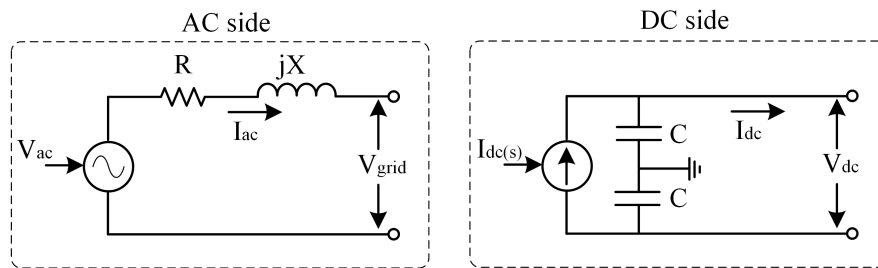 AC side
DC side
R
jX
Iac
Vac
Vgrid
Idc(s)
C
C
Idc
Vdc